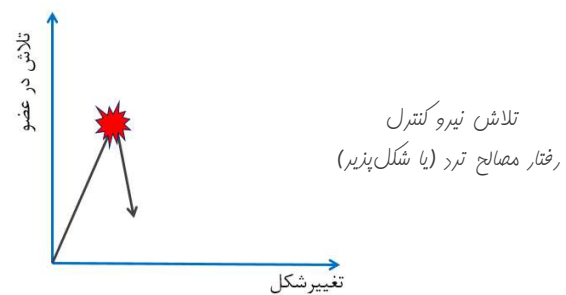 تلاش در عضو
تلاش نیرو کنترل
رفتار مصالح ترد (یا شکل‌پذیر)
تغییرشکل